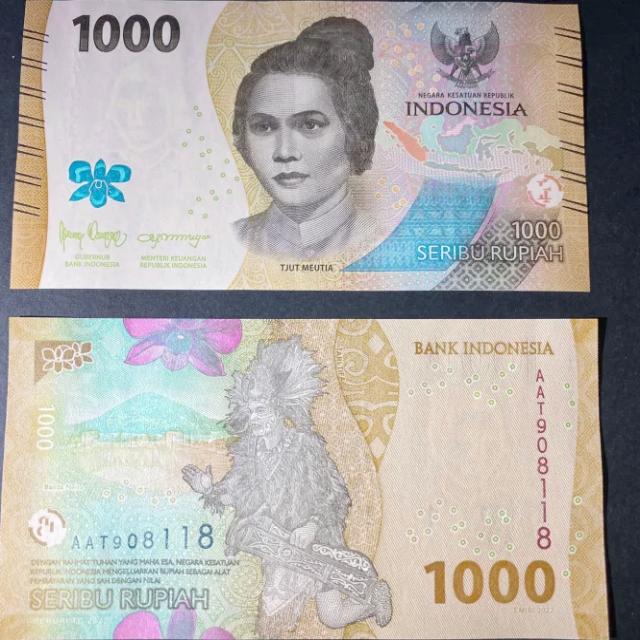 1000
NEGARA KESATUAN REPUBLIK
INDONESIA
1000
SERIBU RUPIAH
GUBERNUR
BANK INDONESIA
MENTERI KEUANGAN
REPUBLIK INDONESIA
TJUT MEUTIA
BANK INDONESIA
AAT908118
1000
AAT908118
DENGAN RAHMAT TUHAN YANG MAHA ESA, NEGARA KESATUAN
REPUBLIK INDONESIA MENGELUARKAN RUPIAH SEBAGAI ALAT
PEMBAYARAN YANG SAH DENGAN NILAI
SERIBU RUPIAH
1000
EMISI 2022